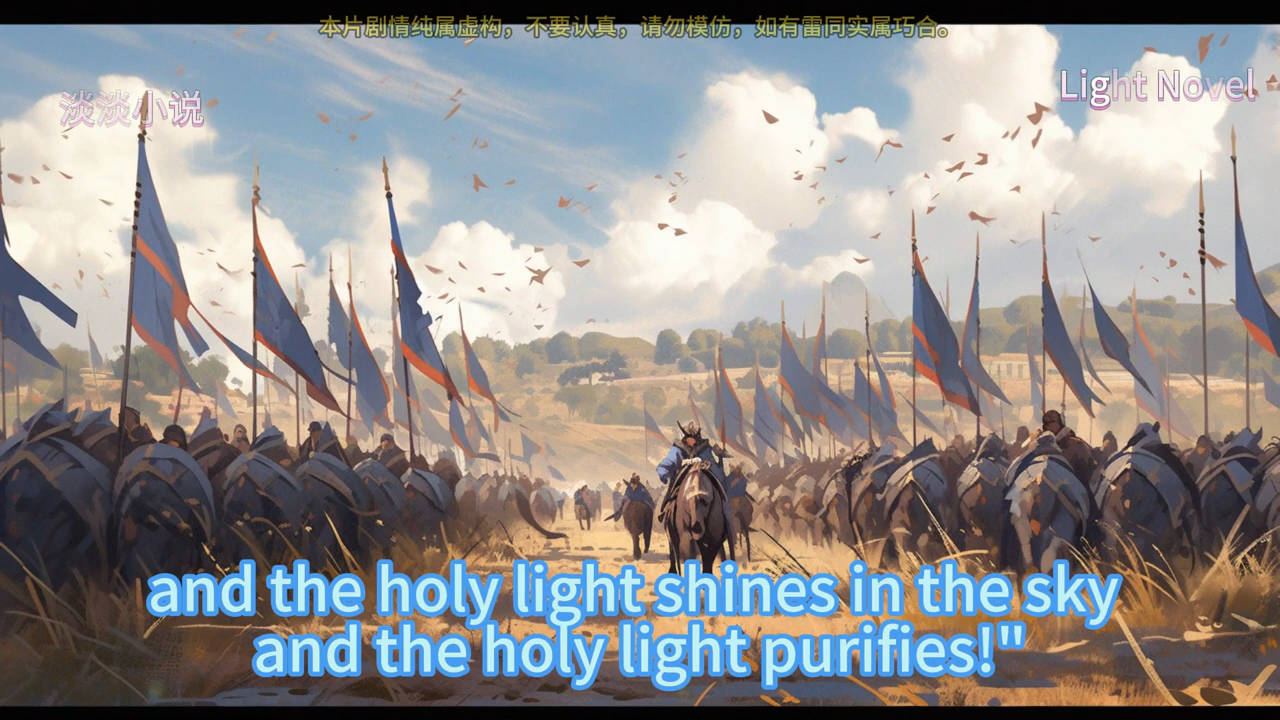 本片剧情纯属虚构，不要认真，请勿模仿，如有雷同实属巧合。
淡淡小说
Light Novel
and the holy light shines in the sky
and the holy light purifies!"